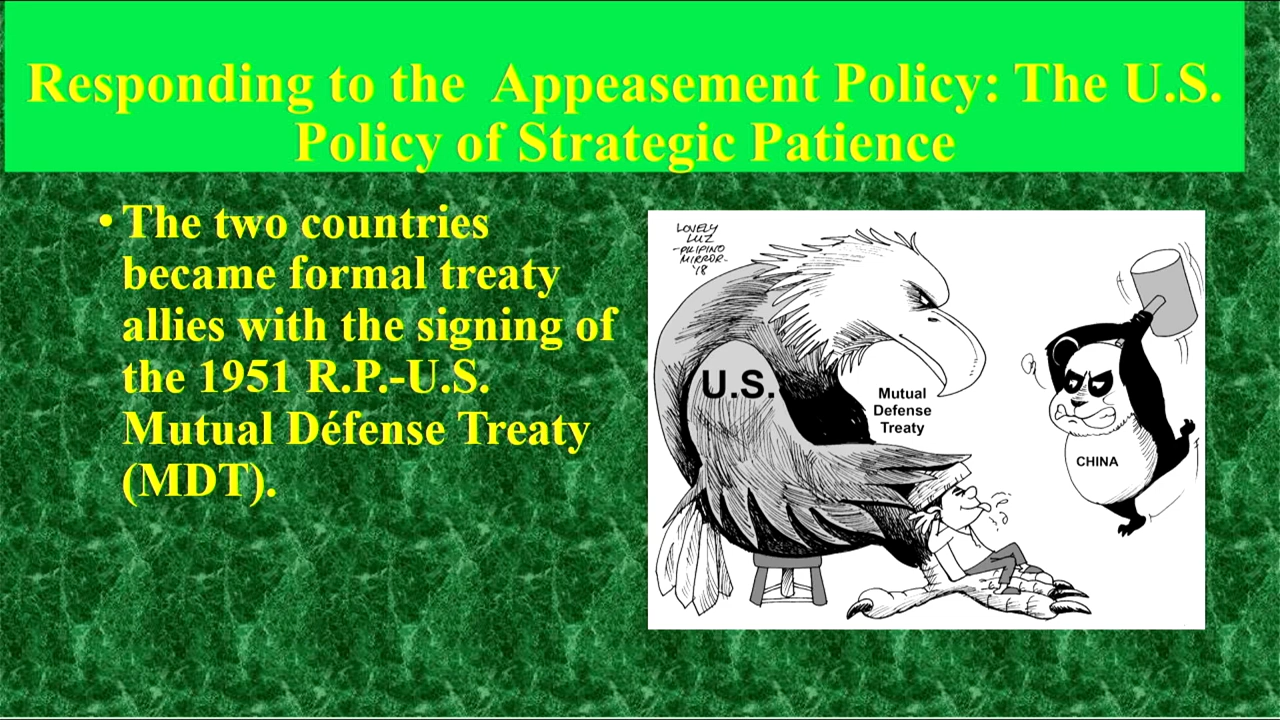 Responding to the Appeasement Policy: The U.S.
Policy of Strategic Patience
• The two countries
became formal treaty
allies with the signing of
the 1951 R.P.-U.S.
Mutual Défense Treaty
(MDT).
LOVELY
LUZ
-PILIPINO
MIRROR-
'18
U.S.
Mutual
Defense
Treaty
CHINA